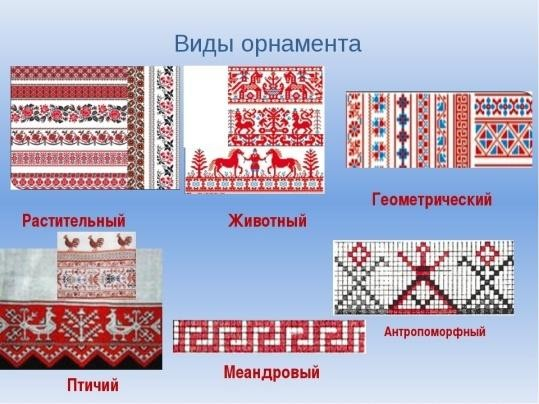 Виды орнамента
Растительный
Животный
Геометрический
Птичий
Меандровый
Антропоморфный